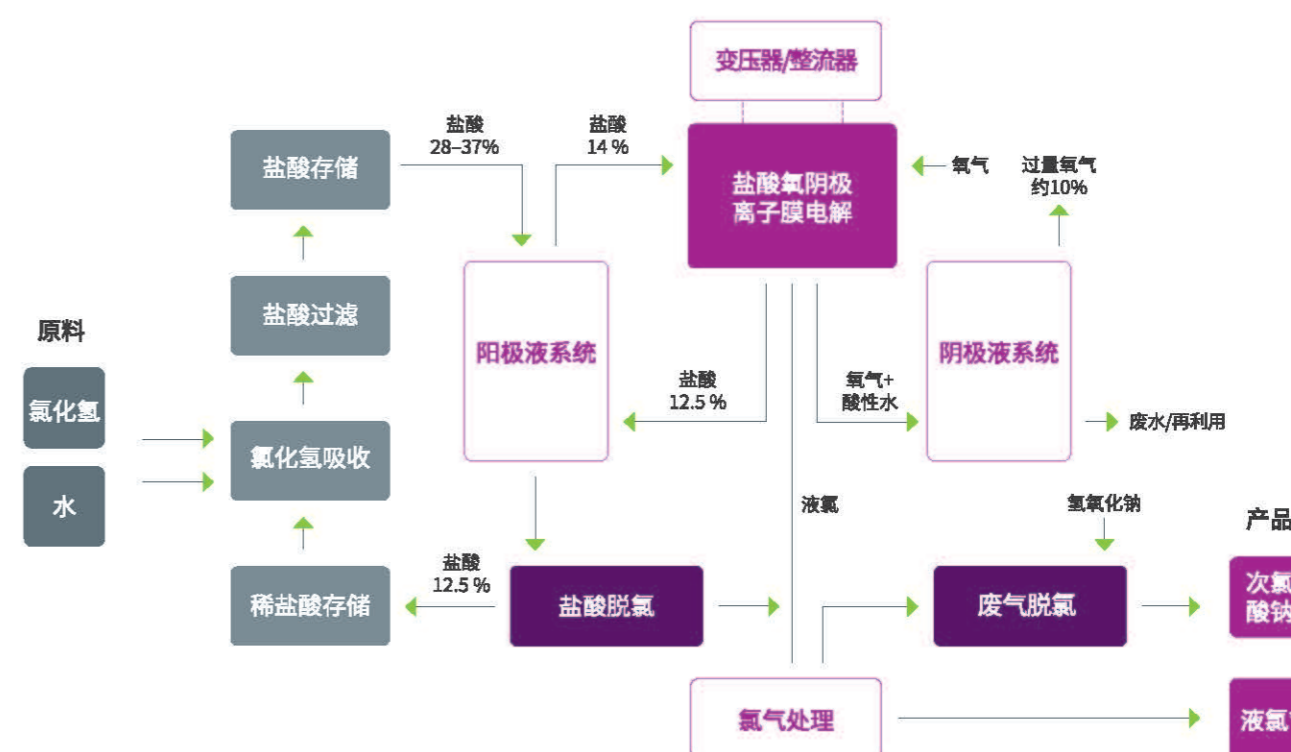 变压器/整流器
盐酸
28–37%
盐酸
14 %
盐酸存储
盐酸氧阴极
离子膜电解
氧气
过量氧气
约10%
盐酸过滤
原料
阳极液系统
阴极液系统
氯化氢
盐酸
12.5 %
氧气+
酸性水
废水/再利用
氯化氢吸收
水
液氯
氢氧化钠
产品
盐酸
12.5 %
稀盐酸存储
盐酸脱氯
废气脱氯
次氯
酸钠
氯气处理
液氯